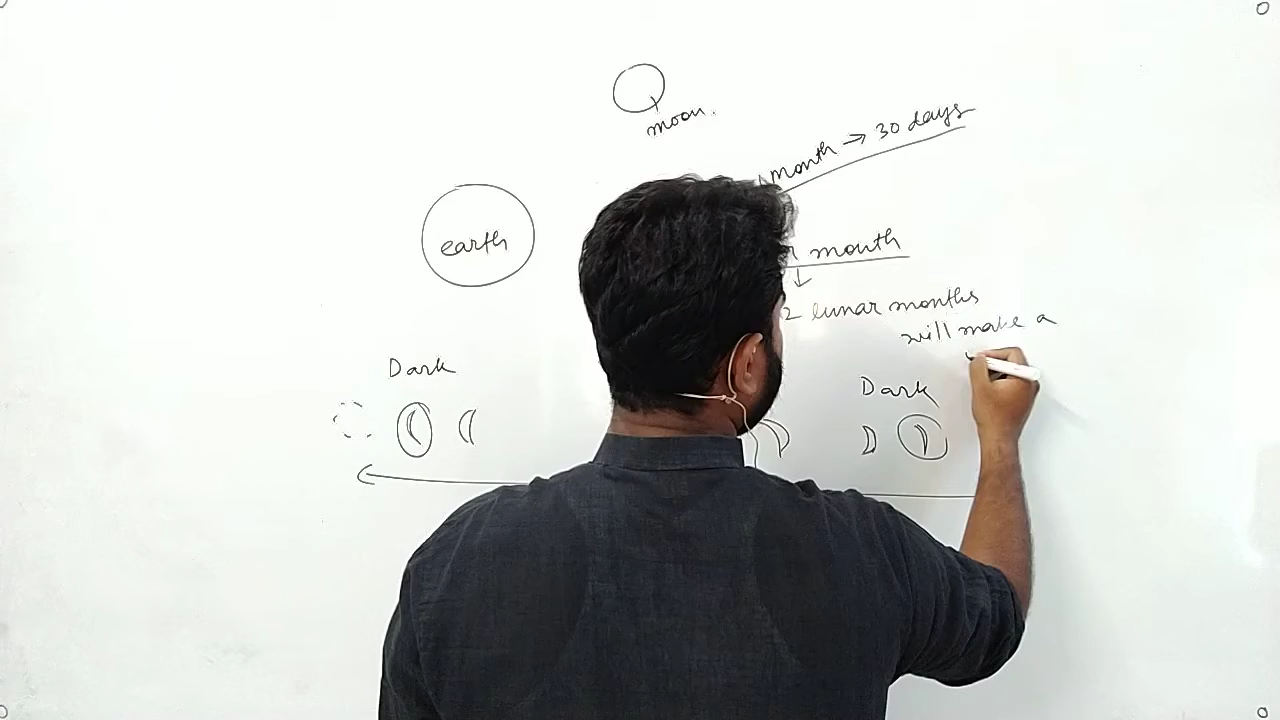 moon.
month → 30 days
earth
month
2 lunar months
will make a
Dark
Dark